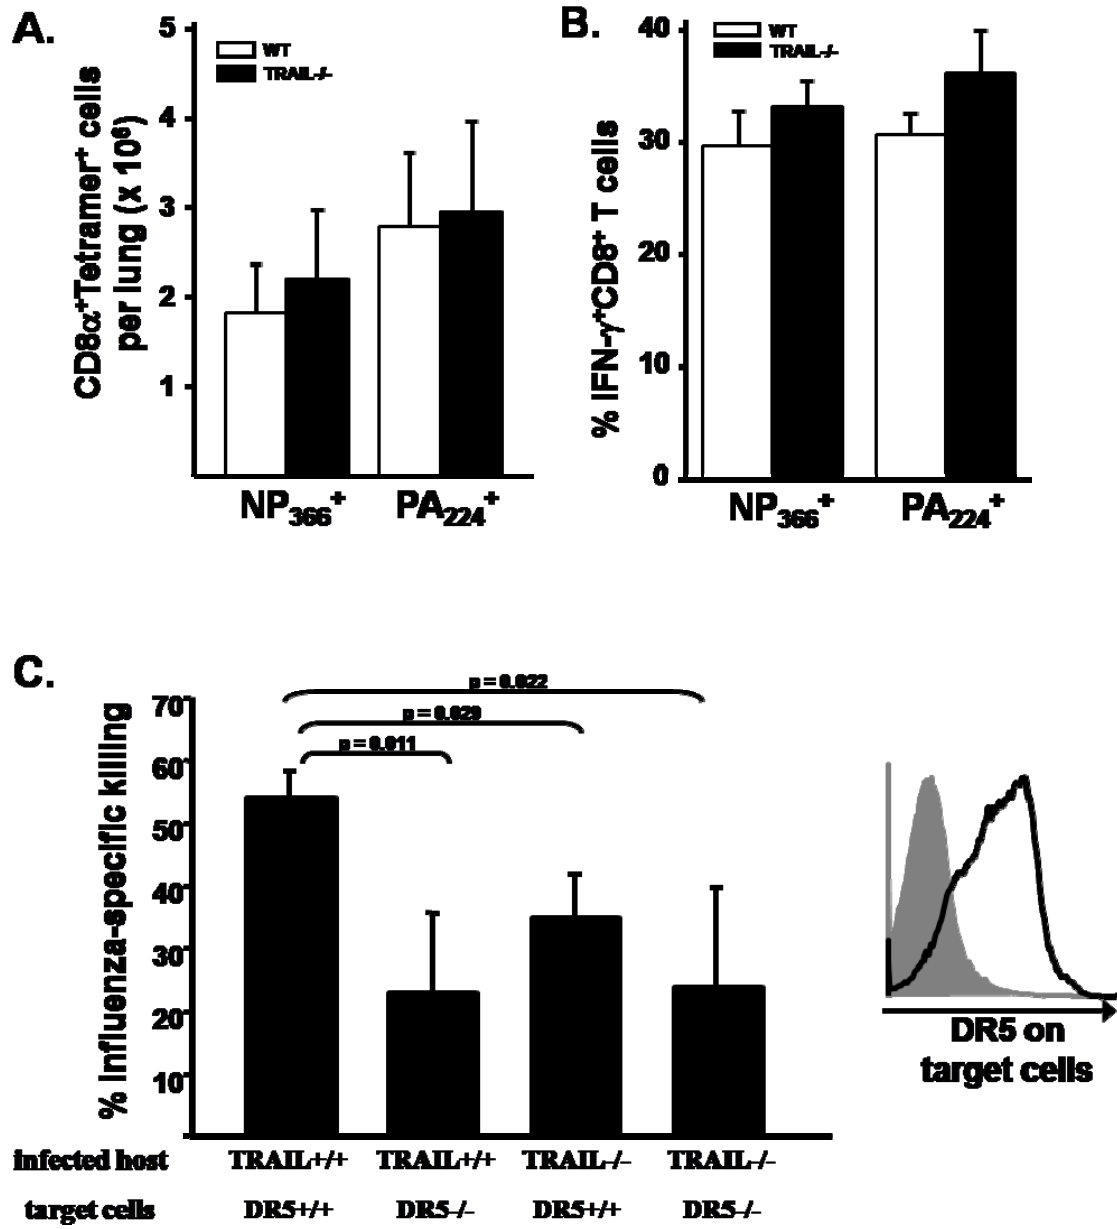 A.
CD8α⁺Tetramer⁺ cells
per lung (x 10⁶)
5
4
3
2
1
WT
TRAIL-/-
NP₃₆₆⁺ PA₂₂₄⁺
B.
% IFN-γ⁺CD8⁺ T cells
40
30
20
10
0
WT
TRAIL-/-
NP₃₆₆⁺ PA₂₂₄⁺
C.
% Influenza-specific killing
70
60
50
40
30
20
10
p = 0.022
p = 0.029
p = 0.011
infected host TRAIL+/+ TRAIL+/+ TRAIL-/- TRAIL-/-
target cells DR5+/+ DR5-/- DR5+/+ DR5-/-
DR5 on
target cells